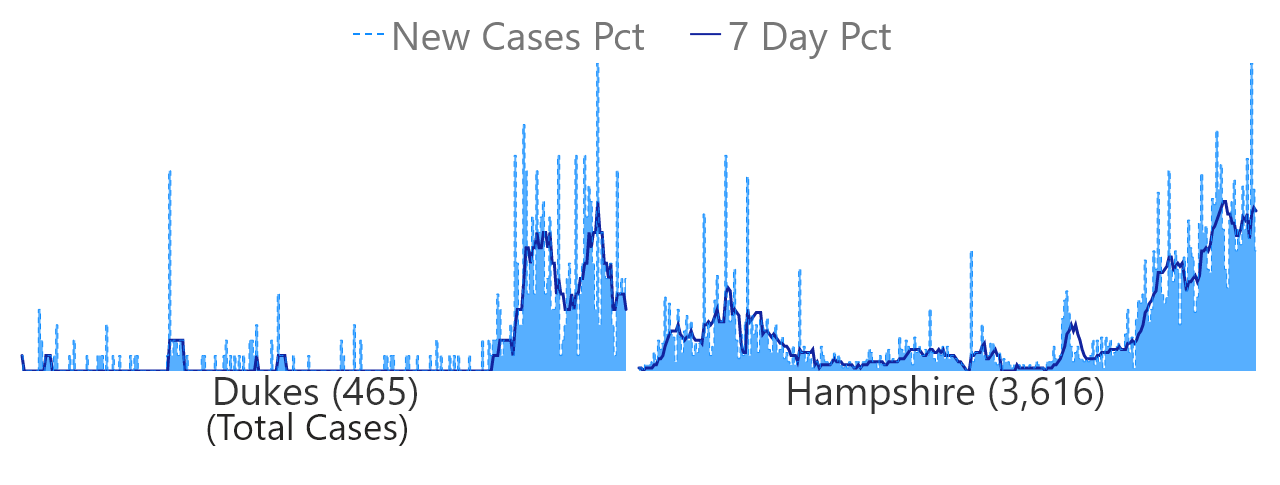 New Cases Pct 7 Day Pct
Dukes (465)
(Total Cases)
Hampshire (3,616)